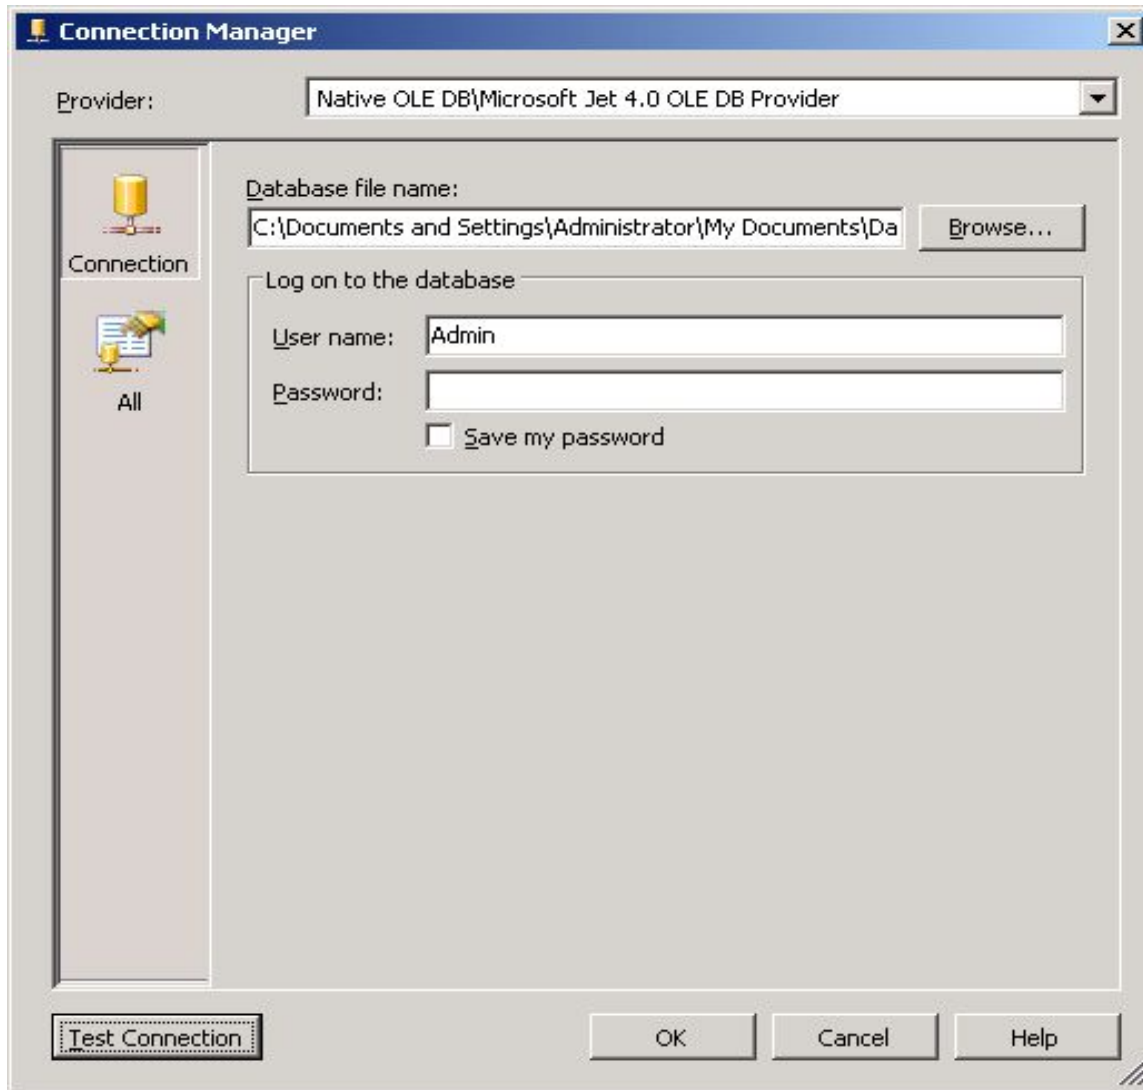 Connection Manager
Provider: Native OLE DB\Microsoft Jet 4.0 OLE DB Provider
Connection
All
Database file name:
C:\Documents and Settings\Administrator\My Documents\Da Browse...
Log on to the database
User name: Admin
Password:
Save my password
Test Connection OK Cancel Help